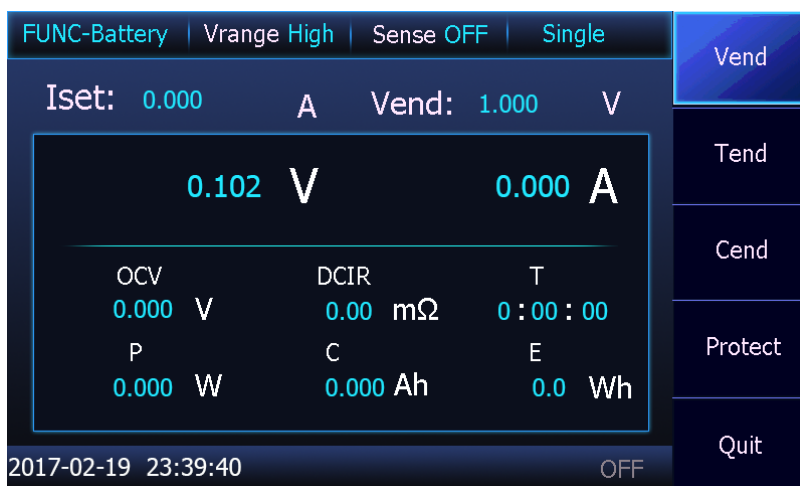 FUNC-Battery Vrange High Sense OFF Single
Iset: 0.000 A Vend: 1.000 V
0.102 V 0.000 A
OCV DCIR T
0.000 V 0.00 mΩ 0:00:00
P C E
0.000 W 0.000 Ah 0.0 Wh
2017-02-19 23:39:40 OFF
Vend
Tend
Cend
Protect
Quit